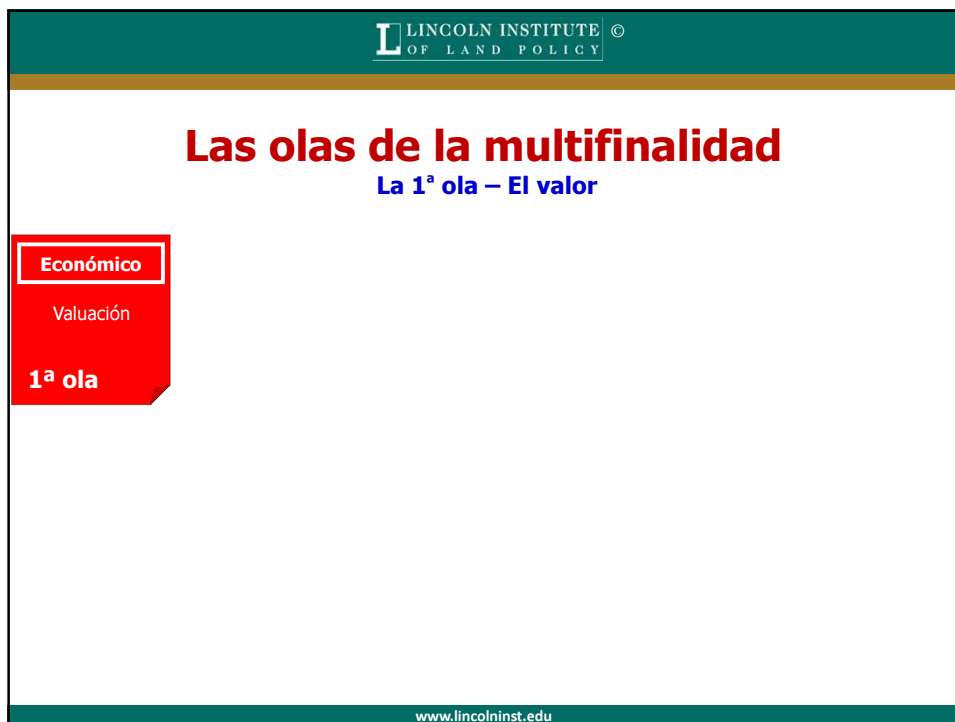 LINCOLN INSTITUTE ©
OF LAND POLICY
Las olas de la multifinalidad
La 1ª ola – El valor
Económico
Valuación
1ª ola
www.lincolninst.edu